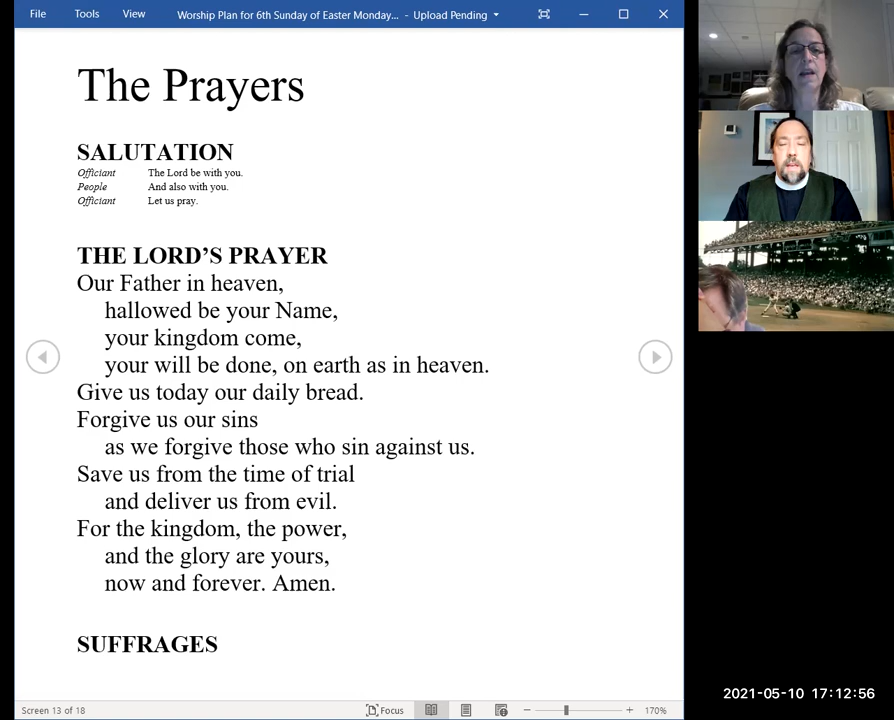 File Tools View Worship Plan for 6th Sunday of Easter Monday... - Upload Pending
The Prayers
SALUTATION
Officiant The Lord be with you.
People And also with you.
Officiant Let us pray.
THE LORD'S PRAYER
Our Father in heaven,
hallowed be your Name,
your kingdom come,
your will be done, on earth as in heaven.
Give us today our daily bread.
Forgive us our sins
as we forgive those who sin against us.
Save us from the time of trial
and deliver us from evil.
For the kingdom, the power,
and the glory are yours,
now and forever. Amen.
SUFFRAGES
Screen 13 of 18 Focus 170%
2021-05-10 17:12:56